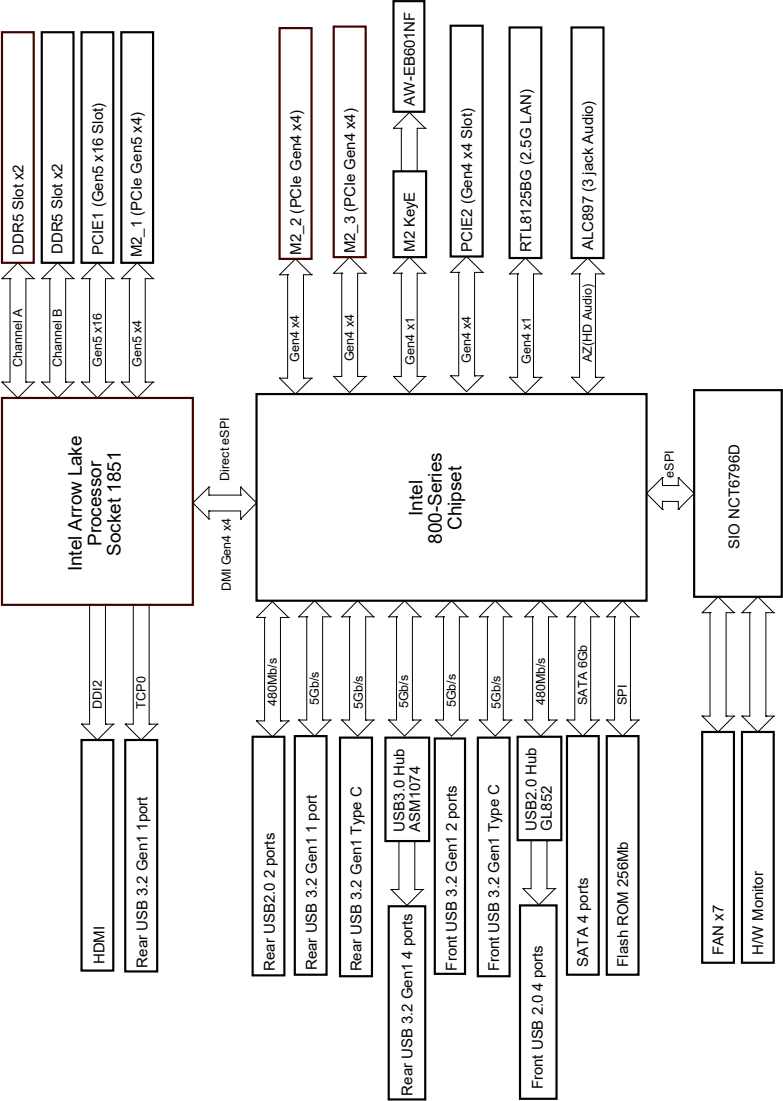 DDR5 Slot x2
DDR5 Slot x2
PCIE1 (Gen5 x16 Slot)
M2_1 (PCIe Gen5 x4)
Channel A
Channel B
Gen5 x16
Gen5 x4
Intel Arrow Lake
Processor
Socket 1851
DDI2
TCP0
HDMI
Rear USB 3.2 Gen1 1port
Direct eSPI
DMI Gen4 x4
M2_2 (PCIe Gen4 x4)
M2_3 (PCIe Gen4 x4)
AW-EB601NF
M2 KeyE
PCIE2 (Gen4 x4 Slot)
RTL8125BG (2.5G LAN)
ALC897 (3 jack Audio)
Gen4 x4
Gen4 x4
Gen4 x1
Gen4 x4
Gen4 x1
AZ(HD Audio)
Intel
800-Series
Chipset
480Mb/s
5Gb/s
5Gb/s
5Gb/s
5Gb/s
5Gb/s
480Mb/s
SATA 6Gb
SPI
Rear USB2.0 2 ports
Rear USB 3.2 Gen1 1 port
Rear USB 3.2 Gen1 Type C
USB3.0 Hub
ASM1074
Rear USB 3.2 Gen1 4 ports
Front USB 3.2 Gen1 2 ports
Front USB 3.2 Gen1 Type C
USB2.0 Hub
GL852
Front USB 2.0 4 ports
SATA 4 ports
Flash ROM 256Mb
eSPI
SIO NCT6796D
FAN x7
H/W Monitor